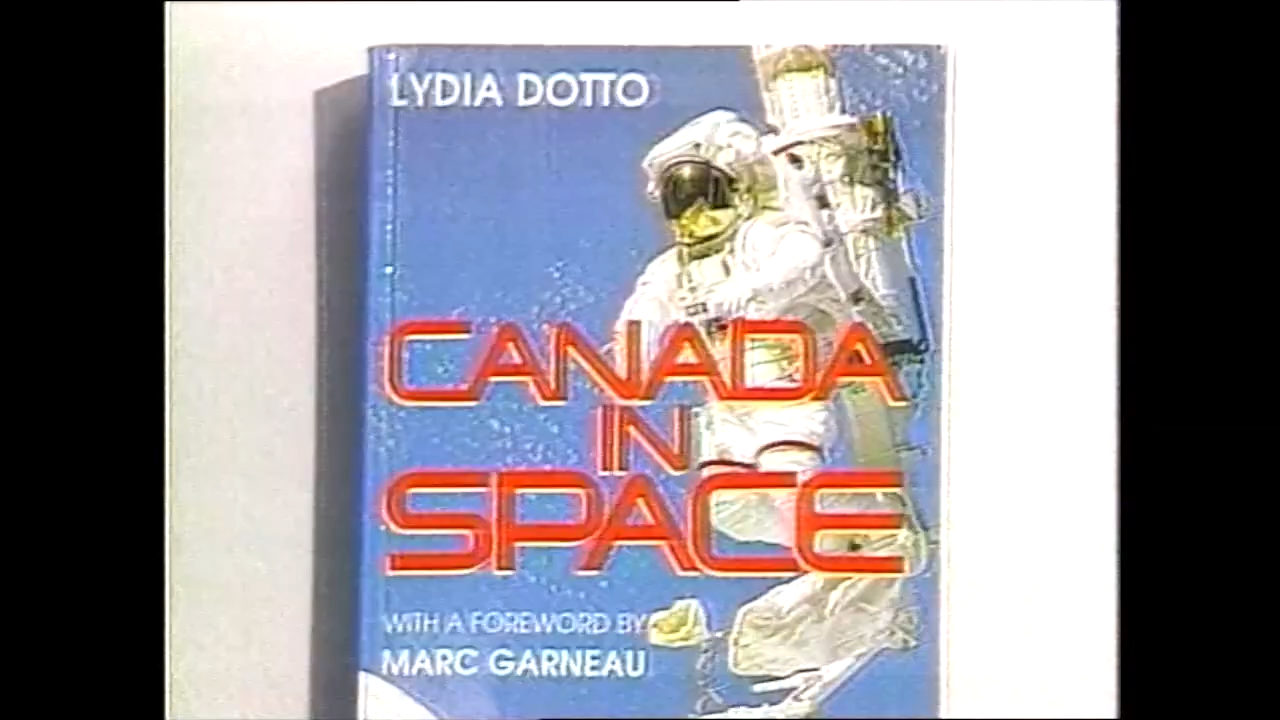 LYDIA DOTTO
CANADA
IN
SPACE
WITH A FOREWORD BY
MARC GARNEAU